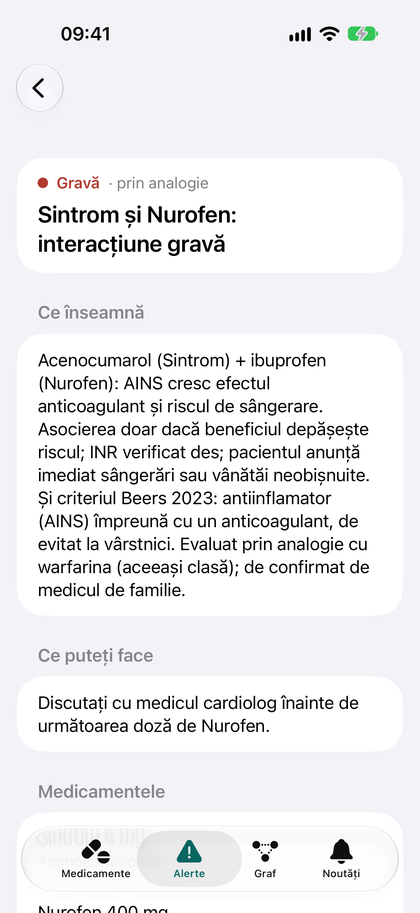 09:41
Gravă · prin analogie
Sintrom și Nurofen:
interacțiune gravă
Ce înseamnă
Acenocumarol (Sintrom) + ibuprofen
(Nurofen): AINS cresc efectul
anticoagulant și riscul de sângerare.
Asocierea doar dacă beneficiul depășește
riscul; INR verificat des; pacientul anunță
imediat sângerări sau vânătăi neobișnuite.
Și criteriul Beers 2023: antiinflamator
(AINS) împreună cu un anticoagulant, de
evitat la vârstnici. Evaluat prin analogie cu
warfarina (aceeași clasă); de confirmat de
medicul de familie.
Ce puteți face
Discutați cu medicul cardiolog înainte de
următoarea doză de Nurofen.
Medicamentele
Medicamente Alerte Graf Noutăți
Nurofen 400 mg